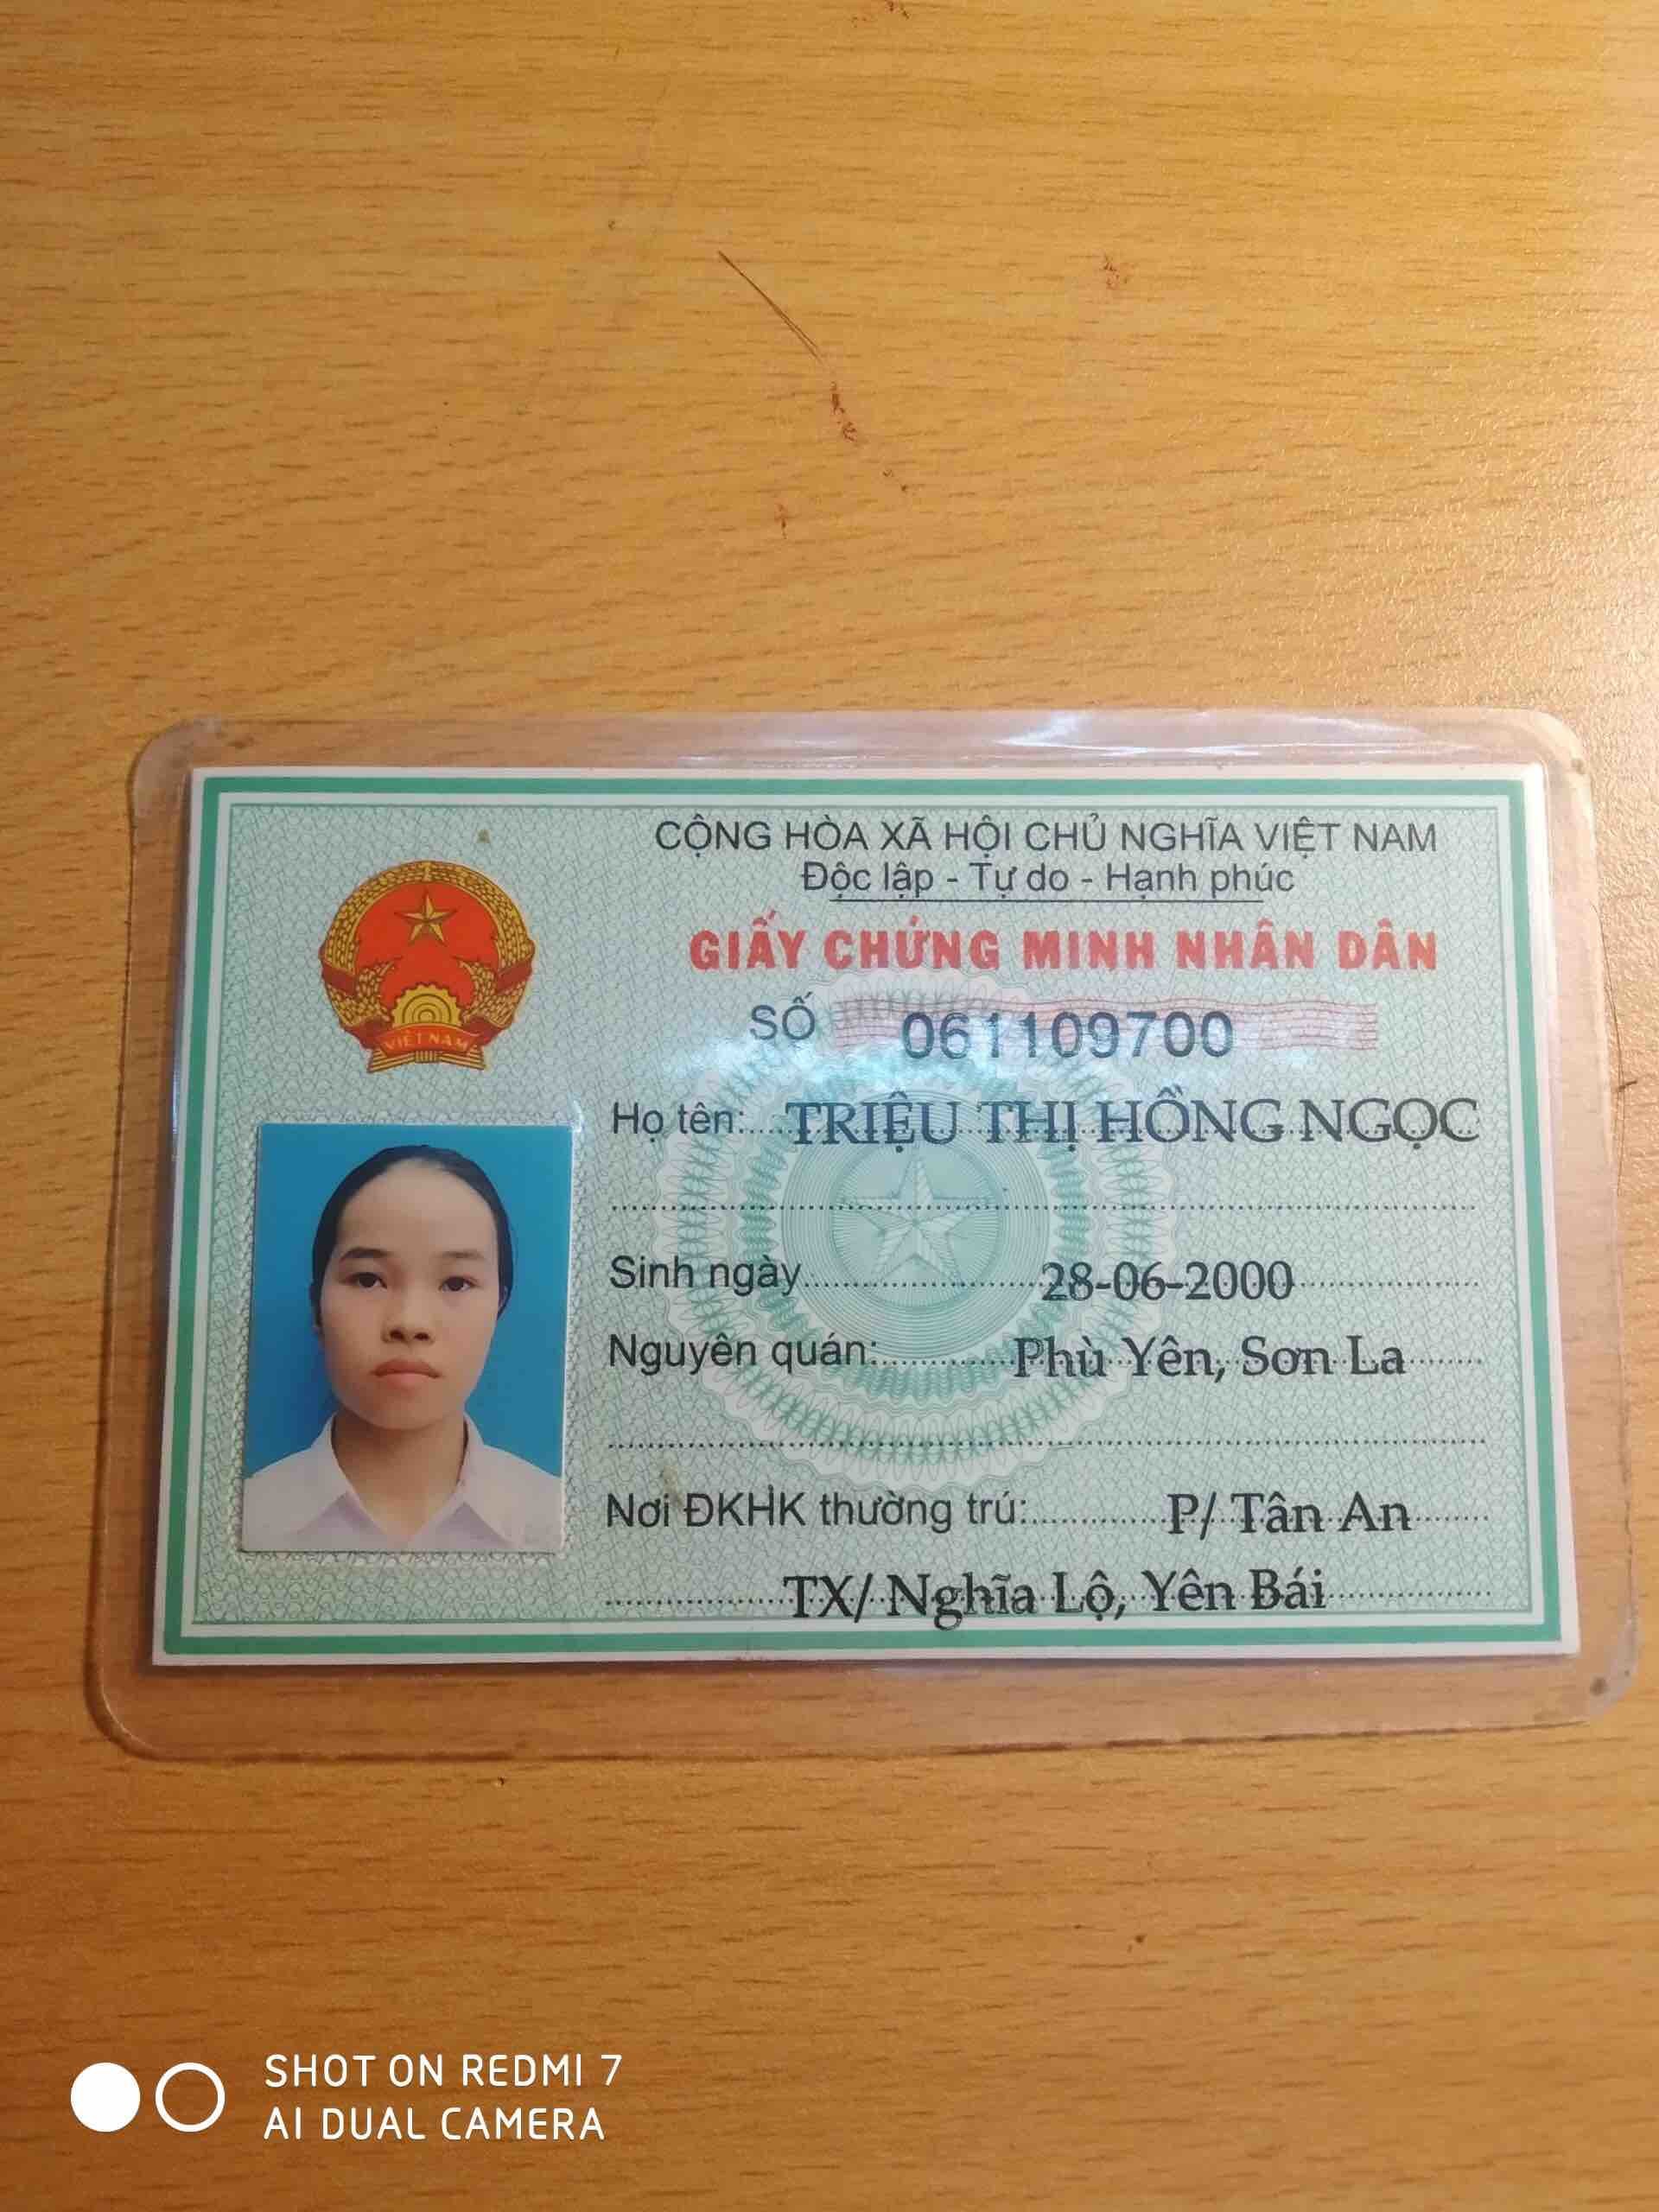 CỘNG HÒA XÃ HỘI CHỦ NGHĨA VIỆT NAM
Độc lập - Tự do - Hạnh phúc
GIẤY CHỨNG MINH NHÂN DÂN
SỐ 061109700
VIỆT NAM
Họ tên: TRIỆU THỊ HỒNG NGỌC
Sinh ngày 28-06-2000
Nguyên quán: Phù Yên, Sơn La
Nơi ĐKHK thường trú: P/ Tân An
TX/ Nghĩa Lộ, Yên Bái
SHOT ON REDMI 7
AI DUAL CAMERA